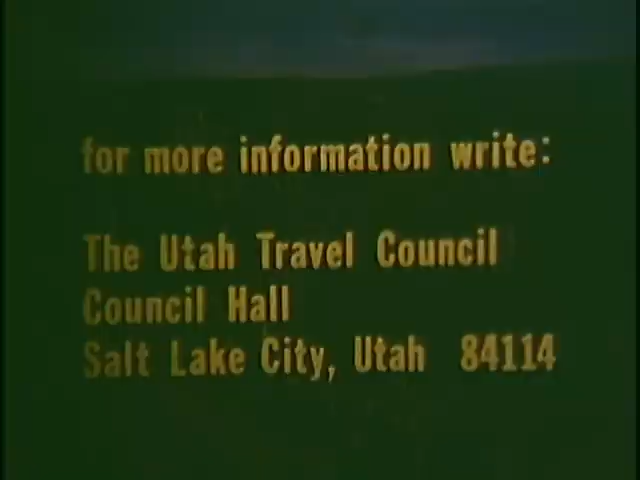 for more information write:
The Utah Travel Council
Council Hall
Salt Lake City, Utah 84114